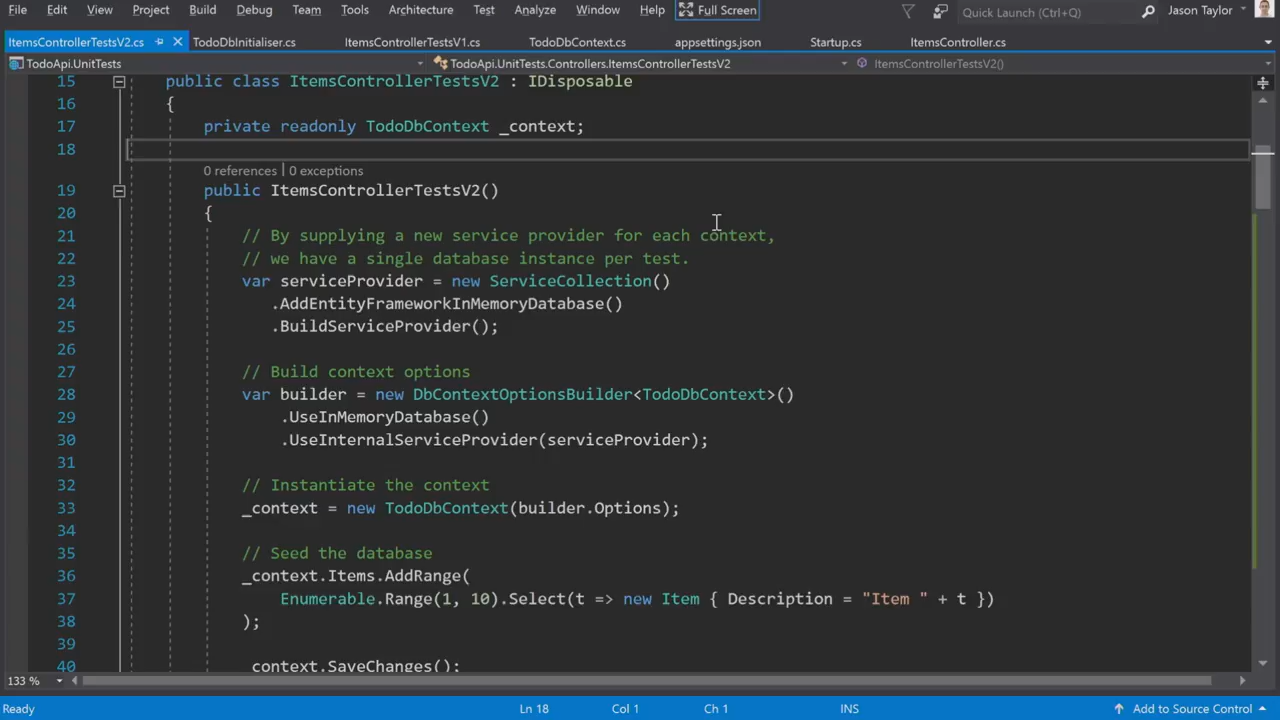 File Edit View Project Build Debug Team Tools Architecture Test Analyze Window Help Full Screen Quick Launch (Ctrl+Q) Jason Taylor
ItemsControllerTestsV2.cs TodoDbInitialiser.cs ItemsControllerTestsV1.cs TodoDbContext.cs appsettings.json Startup.cs ItemsController.cs
TodoApi.UnitTests TodoApi.UnitTests.Controllers.ItemsControllerTestsV2 ItemsControllerTestsV2()
15 public class ItemsControllerTestsV2 : IDisposable
16 {
17 private readonly TodoDbContext _context;
18
0 references | 0 exceptions
19 public ItemsControllerTestsV2()
20 {
21 // By supplying a new service provider for each context,
22 // we have a single database instance per test.
23 var serviceProvider = new ServiceCollection()
24 .AddEntityFrameworkInMemoryDatabase()
25 .BuildServiceProvider();
26
27 // Build context options
28 var builder = new DbContextOptionsBuilder<TodoDbContext>()
29 .UseInMemoryDatabase()
30 .UseInternalServiceProvider(serviceProvider);
31
32 // Instantiate the context
33 _context = new TodoDbContext(builder.Options);
34
35 // Seed the database
36 _context.Items.AddRange(
37 Enumerable.Range(1, 10).Select(t => new Item { Description = "Item " + t })
38 );
39
40 _context.SaveChanges();
133 %
Ready Ln 18 Col 1 Ch 1 INS Add to Source Control